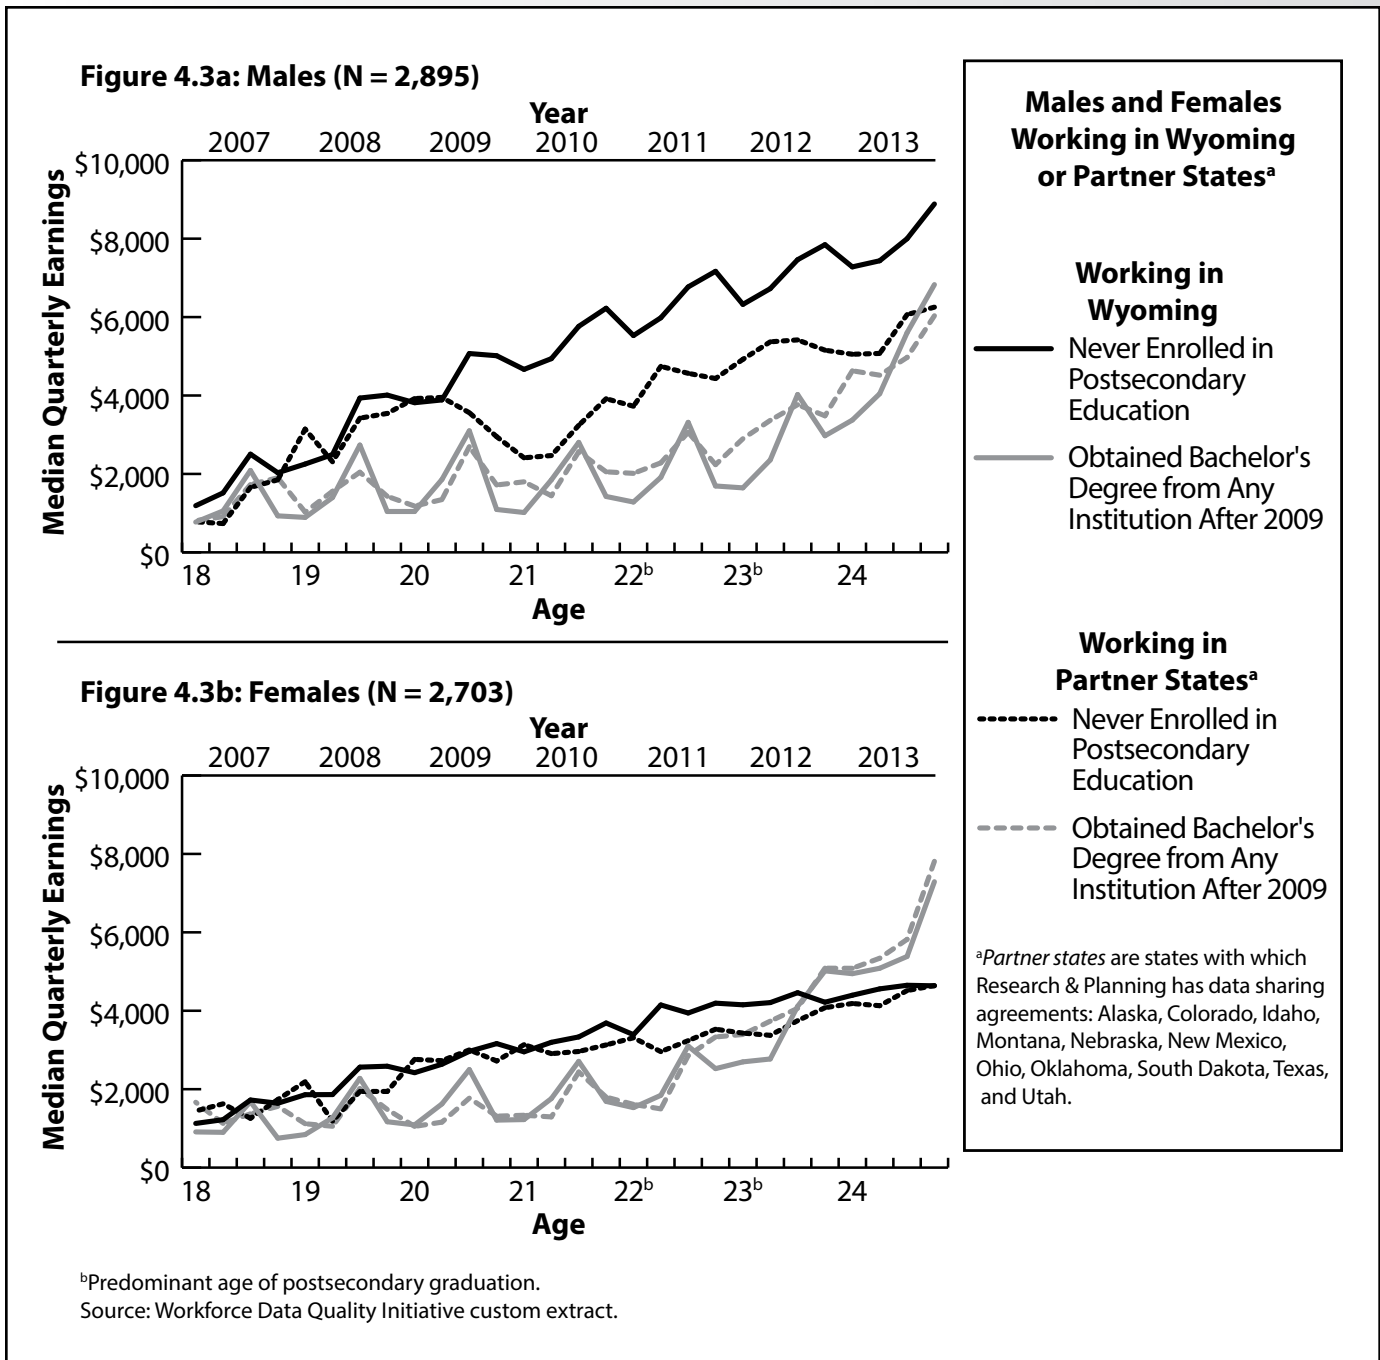 Figure 4.3a: Males (N = 2,895)
Year
2007 2008 2009 2010 2011 2012 2013
Median Quarterly Earnings
$10,000
$8,000
$6,000
$4,000
$2,000
$0
18 19 20 21 22ᵇ 23ᵇ 24
Age
Figure 4.3b: Females (N = 2,703)
Year
2007 2008 2009 2010 2011 2012 2013
Median Quarterly Earnings
$10,000
$8,000
$6,000
$4,000
$2,000
$0
18 19 20 21 22ᵇ 23ᵇ 24
Age
ᵇPredominant age of postsecondary graduation.
Source: Workforce Data Quality Initiative custom extract.
Males and Females
Working in Wyoming
or Partner Statesᵃ
Working in
Wyoming
Never Enrolled in
Postsecondary
Education
Obtained Bachelor's
Degree from Any
Institution After 2009
Working in
Partner Statesᵃ
Never Enrolled in
Postsecondary
Education
Obtained Bachelor's
Degree from Any
Institution After 2009
ᵃPartner states are states with which
Research & Planning has data sharing
agreements: Alaska, Colorado, Idaho,
Montana, Nebraska, New Mexico,
Ohio, Oklahoma, South Dakota, Texas,
and Utah.